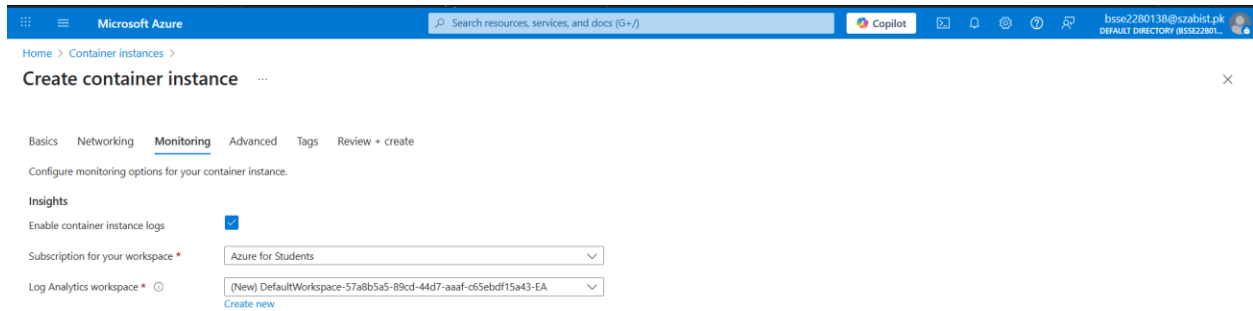 Microsoft Azure
Search resources, services, and docs (G+/)
Copilot
bsse2280138@szabist.pk
DEFAULT DIRECTORY (BSSE22801...
Home > Container instances >
Create container instance ...
Basics Networking Monitoring Advanced Tags Review + create
Configure monitoring options for your container instance.
Insights
Enable container instance logs
Subscription for your workspace * Azure for Students
Log Analytics workspace * (New) DefaultWorkspace-57a8b5a5-89cd-44d7-aaaf-c65ebdf15a43-EA
Create new